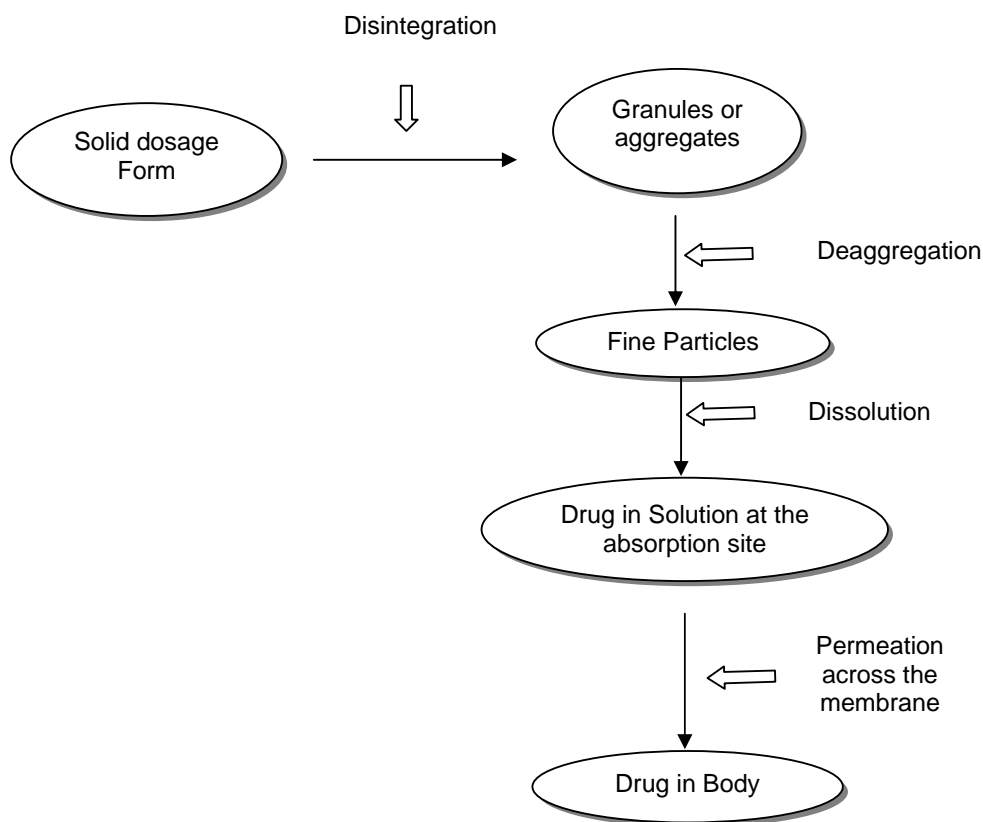 Disintegration
Solid dosage
Form
Granules or
aggregates
Deaggregation
Fine Particles
Dissolution
Drug in Solution at the
absorption site
Permeation
across the
membrane
Drug in Body